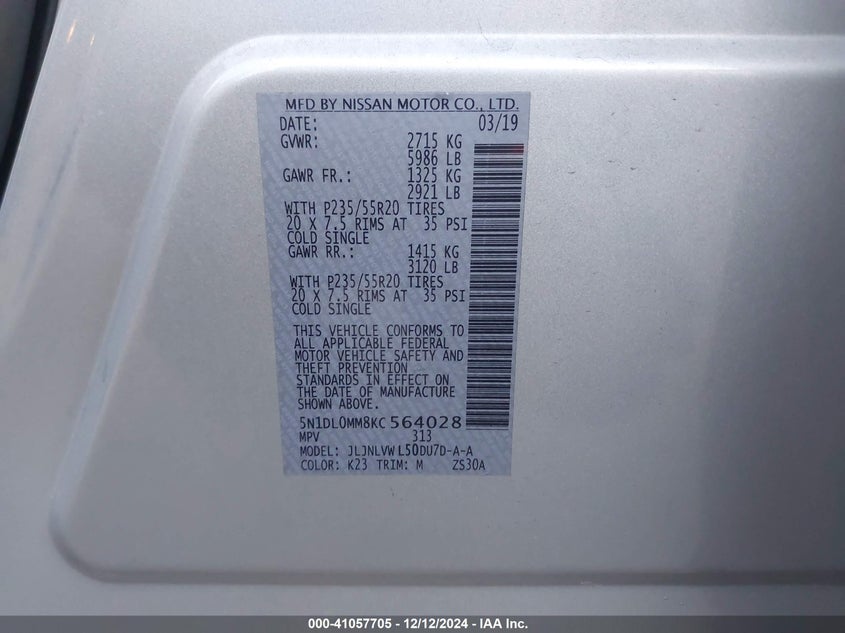 MFD BY NISSAN MOTOR CO., LTD.
DATE: 03/19
GVWR: 2715 KG
5986 LB
GAWR FR.: 1325 KG
2921 LB
WITH P235/55R20 TIRES
20 X 7.5 RIMS AT 35 PSI
COLD SINGLE
GAWR RR.: 1415 KG
3120 LB
WITH P235/55R20 TIRES
20 X 7.5 RIMS AT 35 PSI
COLD SINGLE
THIS VEHICLE CONFORMS TO
ALL APPLICABLE FEDERAL
MOTOR VEHICLE SAFETY AND
THEFT PREVENTION
STANDARDS IN EFFECT ON
THE DATE OF MANUFACTURE
SHOWN ABOVE.
5N1DL0MM8KC564028
MPV 313
MODEL: JLJNLVWL50DU7D-A-A
COLOR: K23 TRIM: M ZS30A
000-41057705 - 12/12/2024 - IAA Inc.